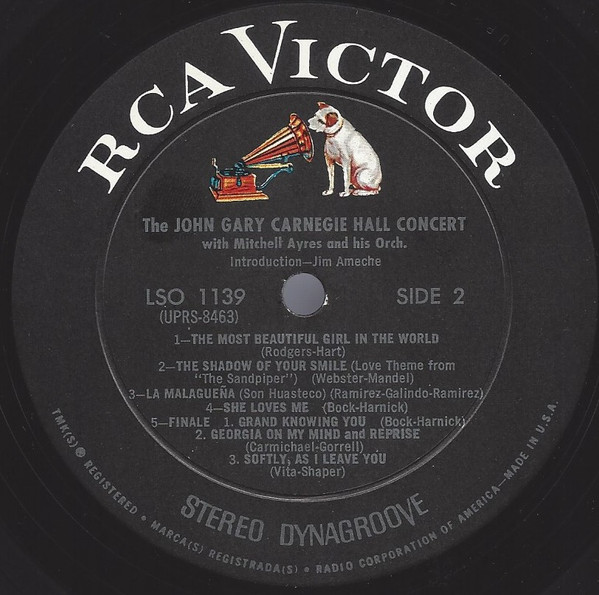 RCA VICTOR
The JOHN GARY CARNEGIE HALL CONCERT
with Mitchell Ayres and his Orch.
Introduction—Jim Ameche
LSO 1139 SIDE 2
(UPRS-8463)
1—THE MOST BEAUTIFUL GIRL IN THE WORLD
(Rodgers-Hart)
2—THE SHADOW OF YOUR SMILE (Love Theme from
"The Sandpiper") (Webster-Mandel)
3—LA MALAGUEÑA (Son Huasteco) (Ramirez-Galindo-Ramirez)
4—SHE LOVES ME (Bock-Harnick)
5—FINALE 1. GRAND KNOWING YOU (Bock-Harnick)
2. GEORGIA ON MY MIND and REPRISE
(Carmichael-Gorrell)
3. SOFTLY, AS I LEAVE YOU
(Vita-Shaper)
STEREO DYNAGROOVE
TMK(S) ® REGISTERED • MARCA(S) REGISTRADA(S) • RADIO CORPORATION OF AMERICA—MADE IN U.S.A.